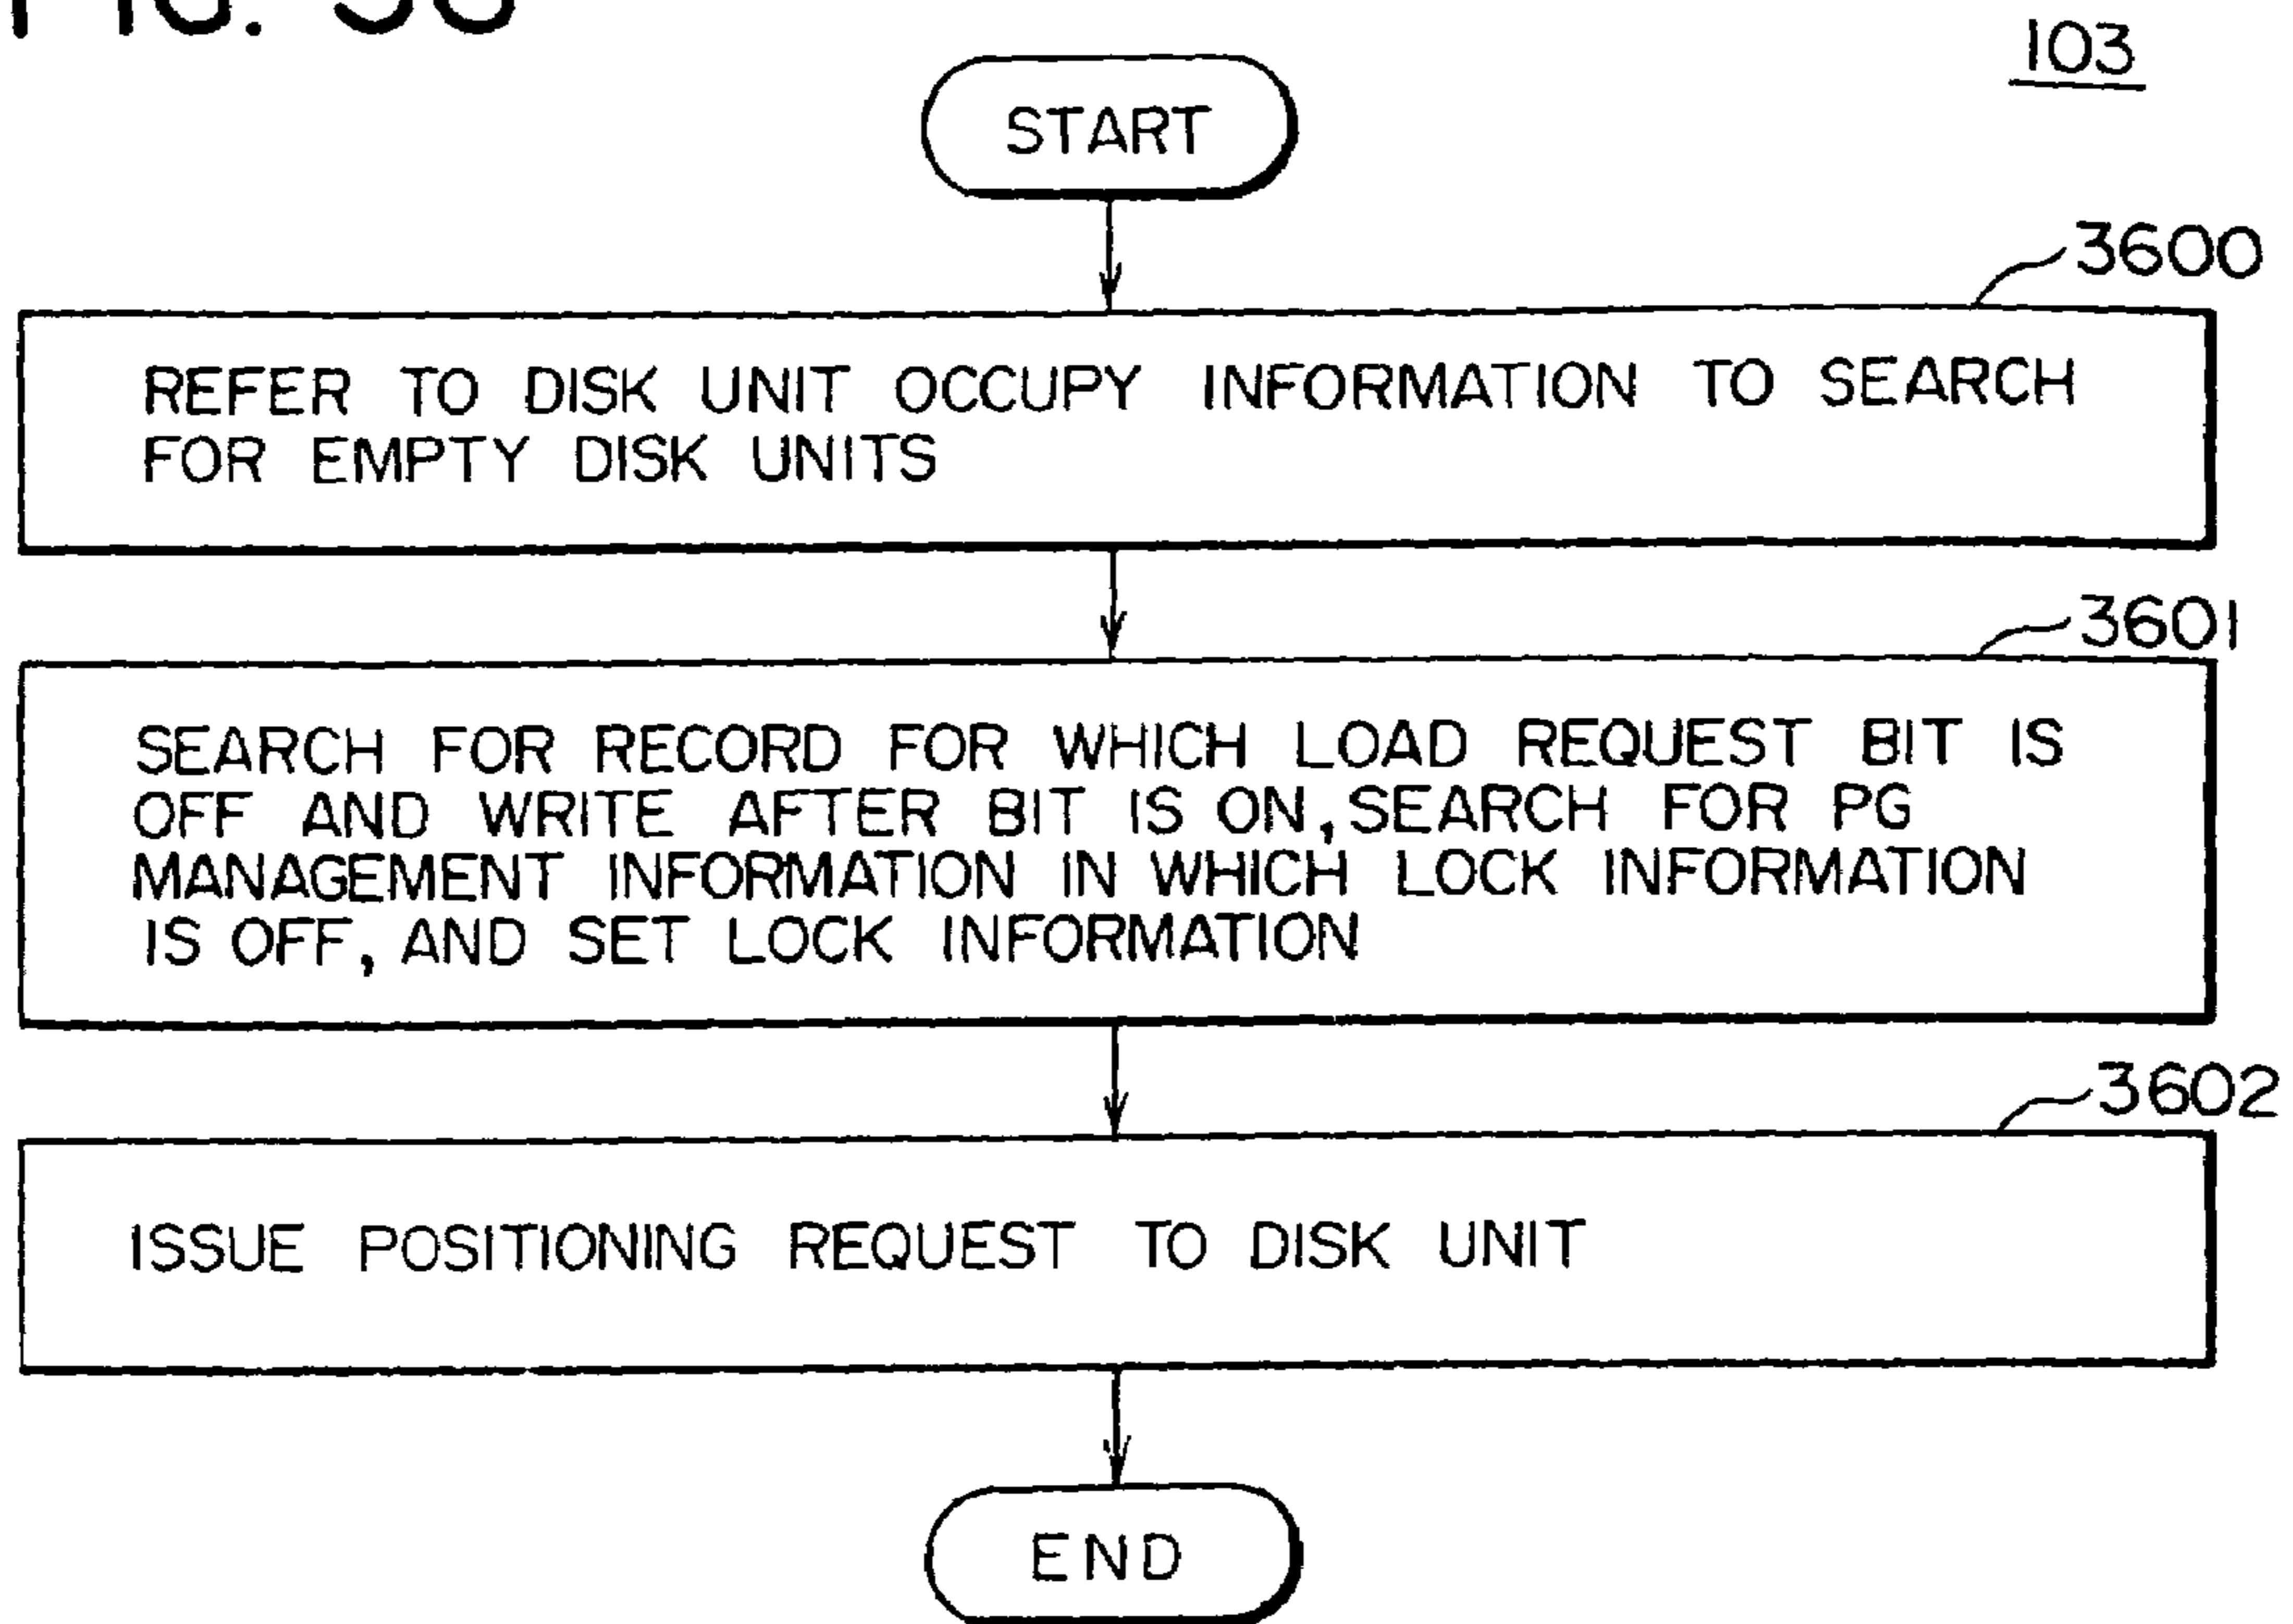 FIG. 36
103
START
3600
REFER TO DISK UNIT OCCUPY INFORMATION TO SEARCH
FOR EMPTY DISK UNITS
3601
SEARCH FOR RECORD FOR WHICH LOAD REQUEST BIT IS
OFF AND WRITE AFTER BIT IS ON, SEARCH FOR PG
MANAGEMENT INFORMATION IN WHICH LOCK INFORMATION
IS OFF, AND SET LOCK INFORMATION
3602
ISSUE POSITIONING REQUEST TO DISK UNIT
END